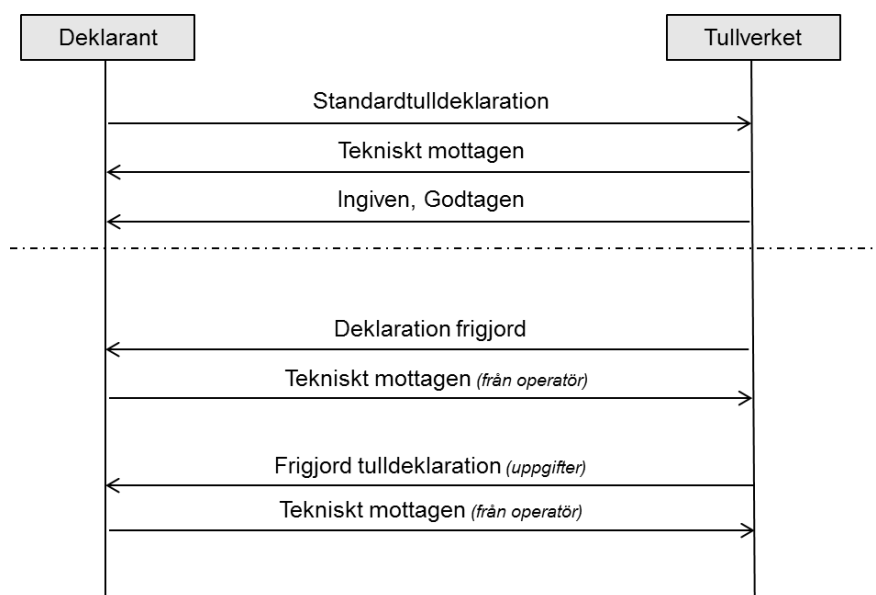 Deklarant
Tullverket
Standardtulldeklaration
Tekniskt mottagen
Ingiven, Godtagen
Deklaration frigjord
Tekniskt mottagen (från operatör)
Frigjord tulldeklaration (uppgifter)
Tekniskt mottagen (från operatör)